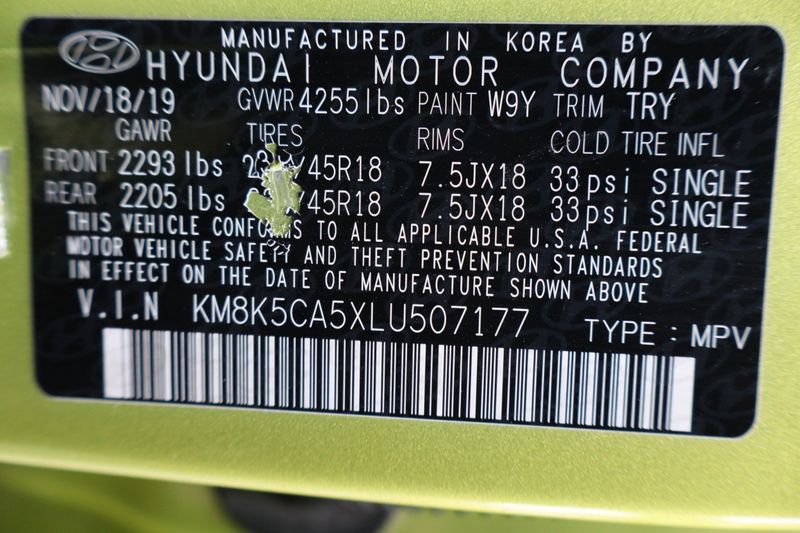 MANUFACTURED IN KOREA BY
HYUNDAI MOTOR COMPANY
NOV/18/19 GVWR 4255lbs PAINT W9Y TRIM TRY
GAWR TIRES RIMS COLD TIRE INFL
FRONT 2293 lbs /45R18 7.5JX18 33psi SINGLE
REAR 2205 lbs /45R18 7.5JX18 33psi SINGLE
THIS VEHICLE CONFORMS TO ALL APPLICABLE U.S.A. FEDERAL
MOTOR VEHICLE SAFETY AND THEFT PREVENTION STANDARDS
IN EFFECT ON THE DATE OF MANUFACTURE SHOWN ABOVE
V.I.N KM8K5CA5XLU507177 TYPE : MPV